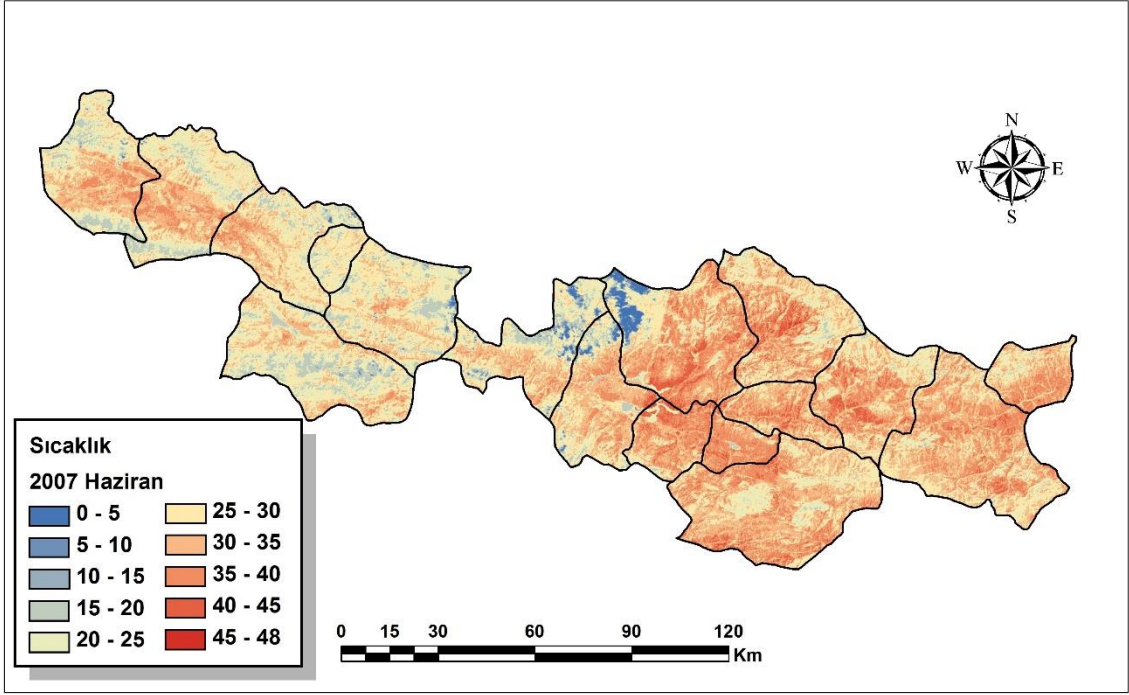 N
W E
S
Sıcaklık
2007 Haziran
0 - 5 25 - 30
5 - 10 30 - 35
10 - 15 35 - 40
15 - 20 40 - 45
20 - 25 45 - 48
0 15 30 60 90 120
Km